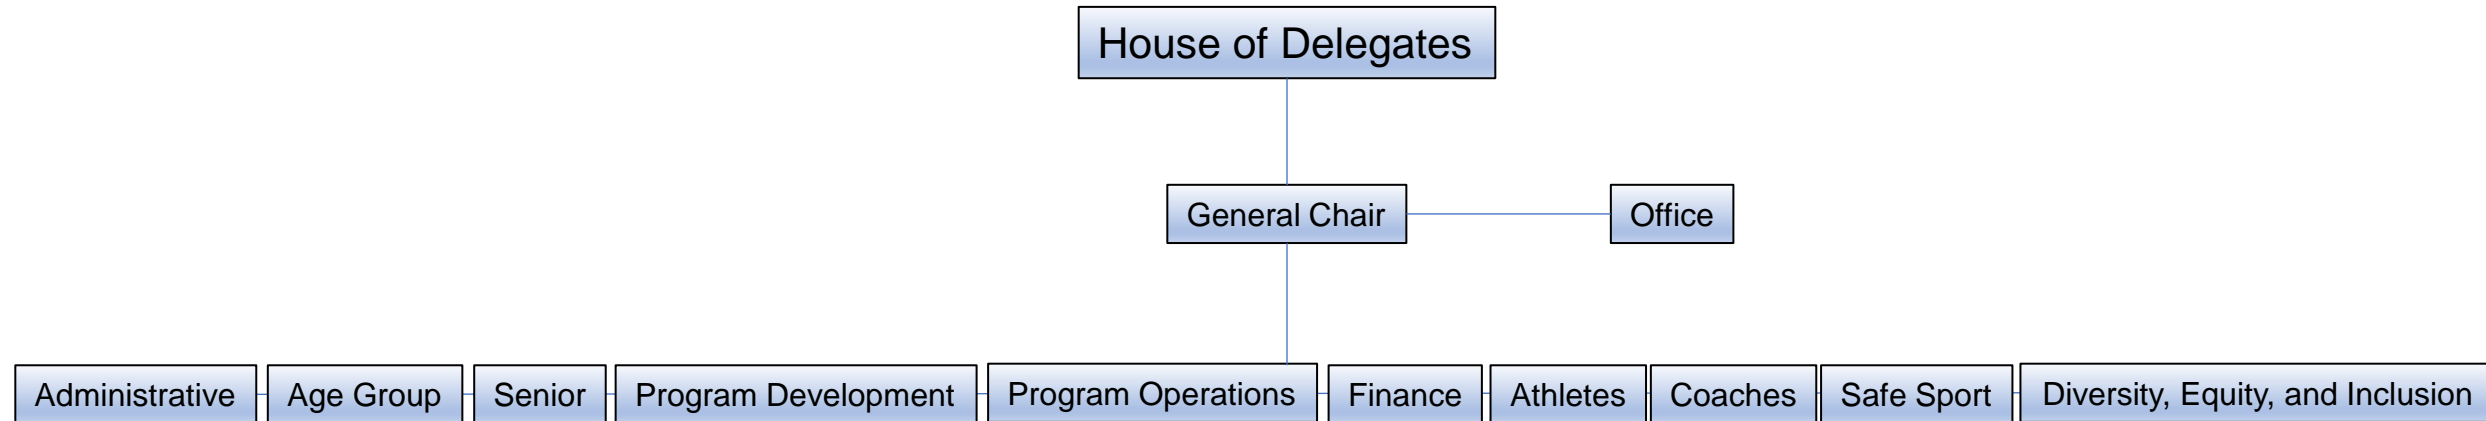 House of Delegates
General Chair
Office
Administrative
Age Group
Senior
Program Development
Program Operations
Finance
Athletes
Coaches
Safe Sport
Diversity, Equity, and Inclusion